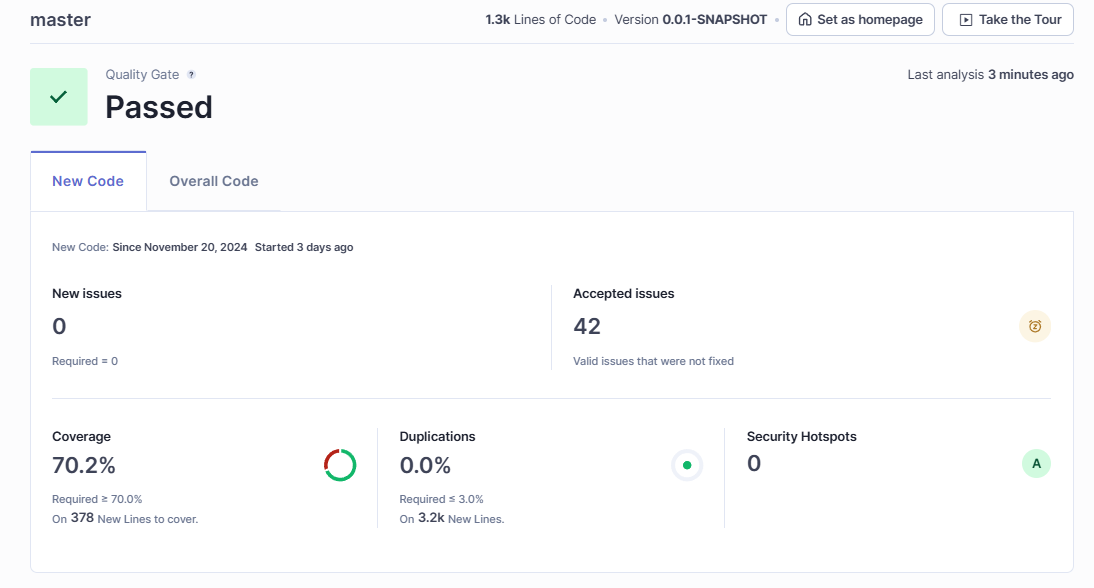 master
1.3k Lines of Code • Version 0.0.1-SNAPSHOT • Set as homepage Take the Tour
Quality Gate ?
Last analysis 3 minutes ago
Passed
New Code Overall Code
New Code: Since November 20, 2024 Started 3 days ago
New issues
0
Required = 0
Accepted issues
42
Valid issues that were not fixed
Coverage
70.2%
Required ≥ 70.0%
On 378 New Lines to cover.
Duplications
0.0%
Required ≤ 3.0%
On 3.2k New Lines.
Security Hotspots
0
A